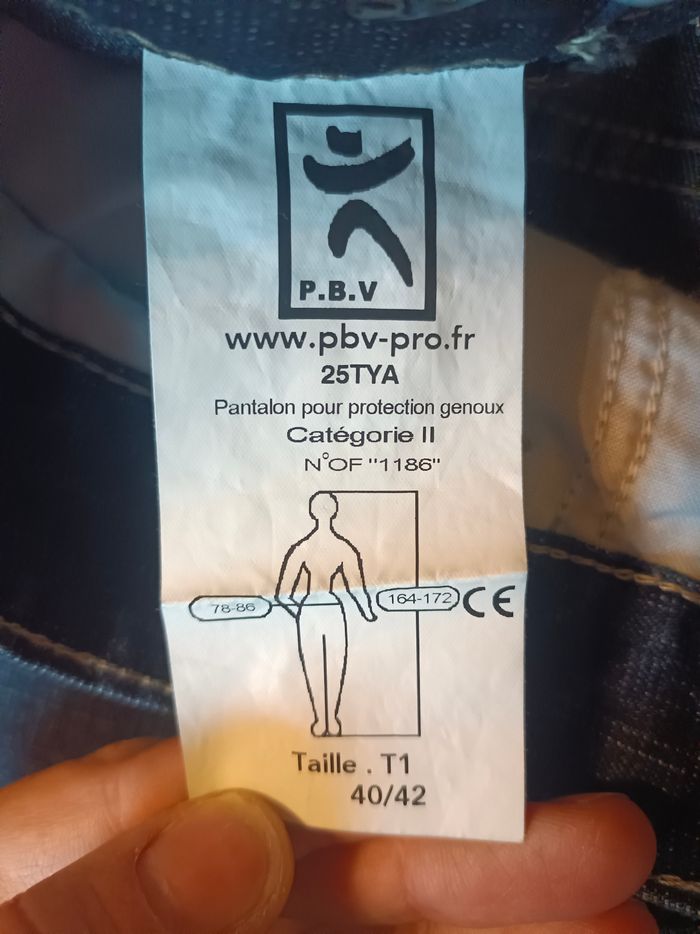 P.B.V
www.pbv-pro.fr
25TYA
Pantalon pour protection genoux
Catégorie II
N°OF "1186"
78-86
164-172 CE
Taille . T1
40/42